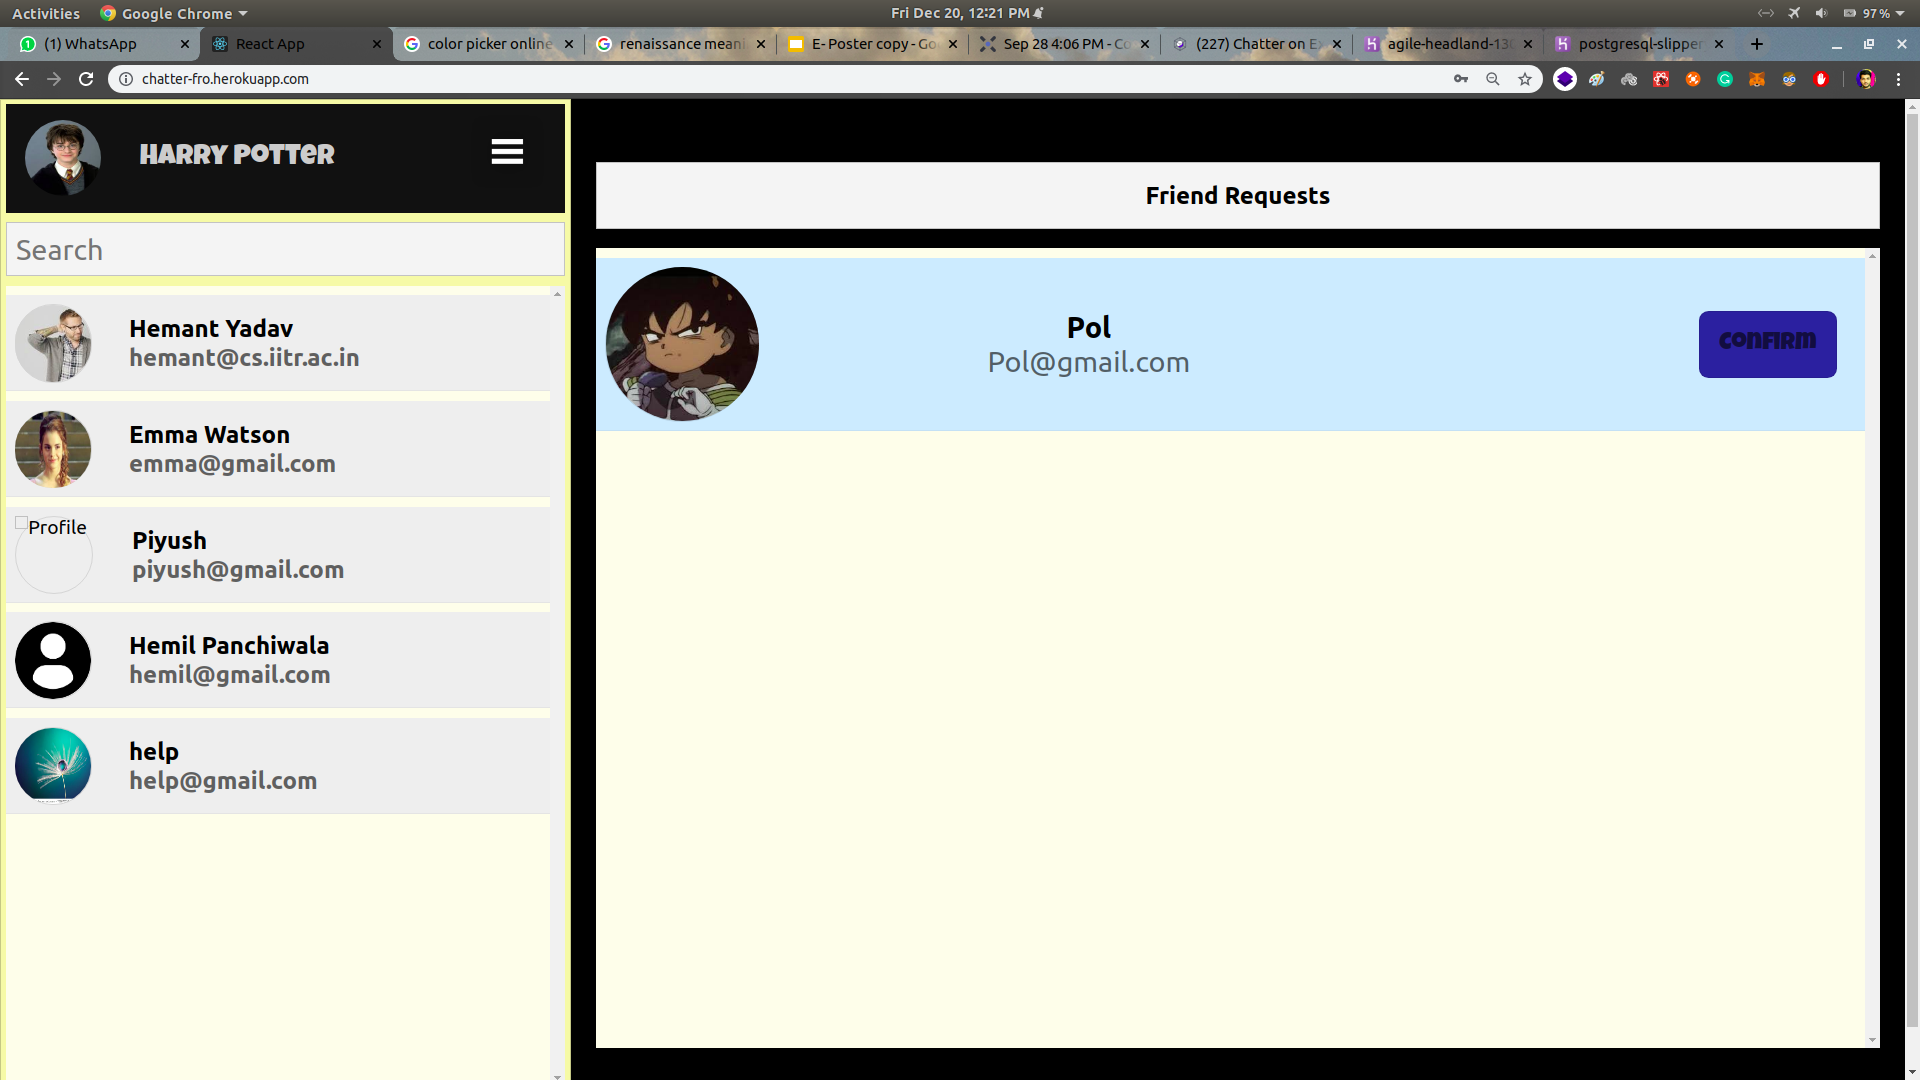 Activities Google Chrome Fri Dec 20, 12:21 PM 97%
(1) WhatsApp React App color picker online renaissance meani E- Poster copy - Go Sep 28 4:06 PM - Co (227) Chatter on Ex agile-headland-130 postgresql-slipper
chatter-fro.herokuapp.com
Harry Potter
Search
Hemant Yadav
hemant@cs.iitr.ac.in
Emma Watson
emma@gmail.com
Profile
Piyush
piyush@gmail.com
Hemil Panchiwala
hemil@gmail.com
help
help@gmail.com
Friend Requests
Pol
Pol@gmail.com
Confirm